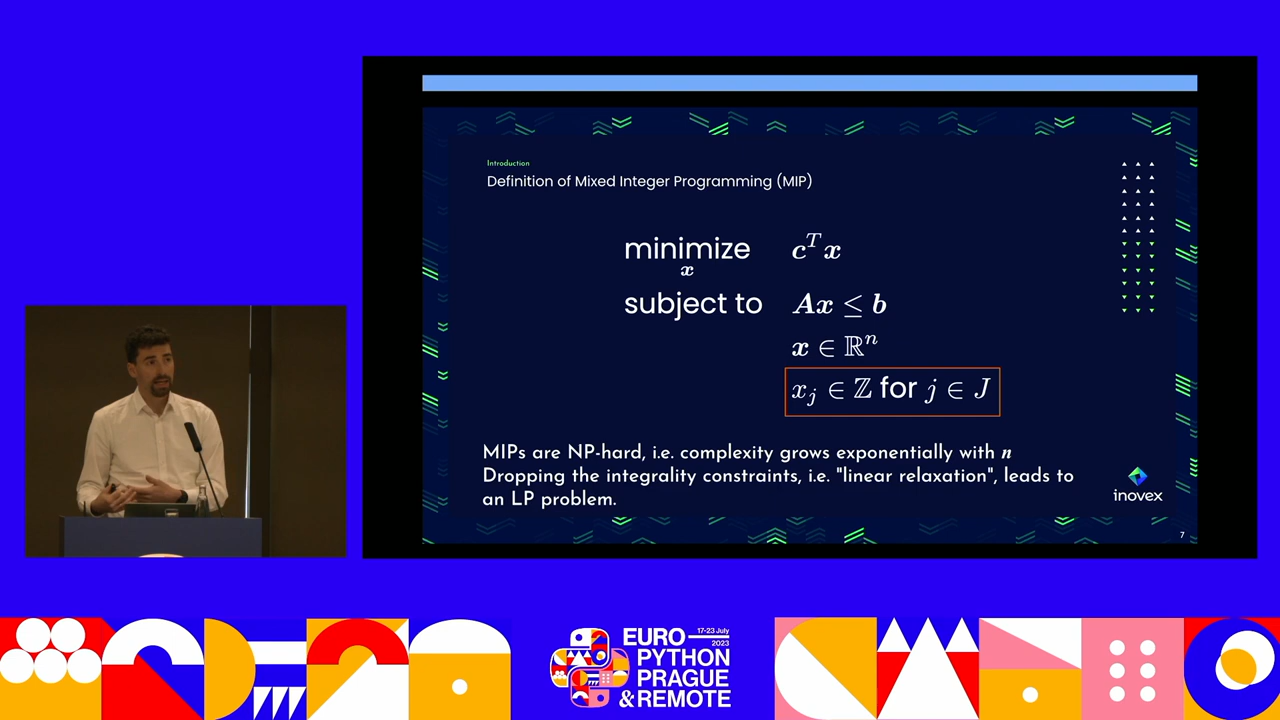 Introduction
Definition of Mixed Integer Programming (MIP)
minimize c^T x
x
subject to Ax ≤ b
x ∈ ℝ^n
x_j ∈ ℤ for j ∈ J
MIPs are NP-hard, i.e. complexity grows exponentially with n
Dropping the integrality constraints, i.e. "linear relaxation", leads to
an LP problem.
inovex
7
EURO 17-23 July 2023
PYTHON
PRAGUE
& REMOTE